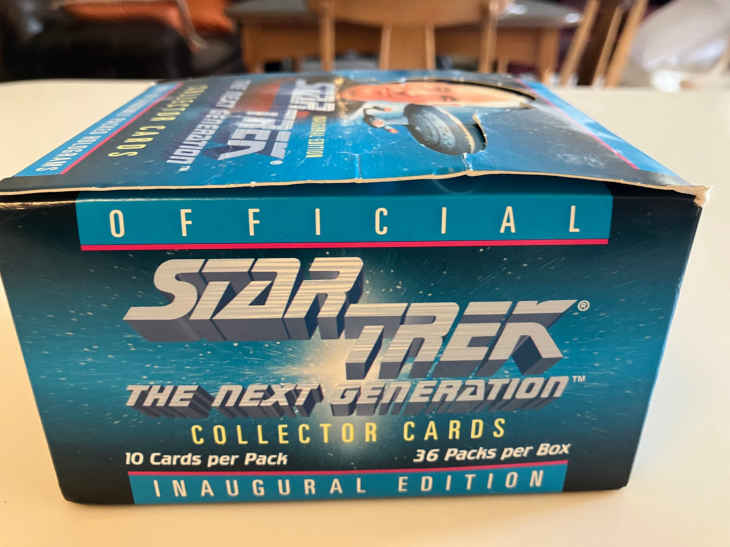 OFFICIAL
STAR
TREK®
THE NEXT GENERATION™
COLLECTOR CARDS
10 Cards per Pack
36 Packs per Box
INAUGURAL EDITION
COLLECTOR CARDS
THE NEXT GENERATION™
TREK
STAR